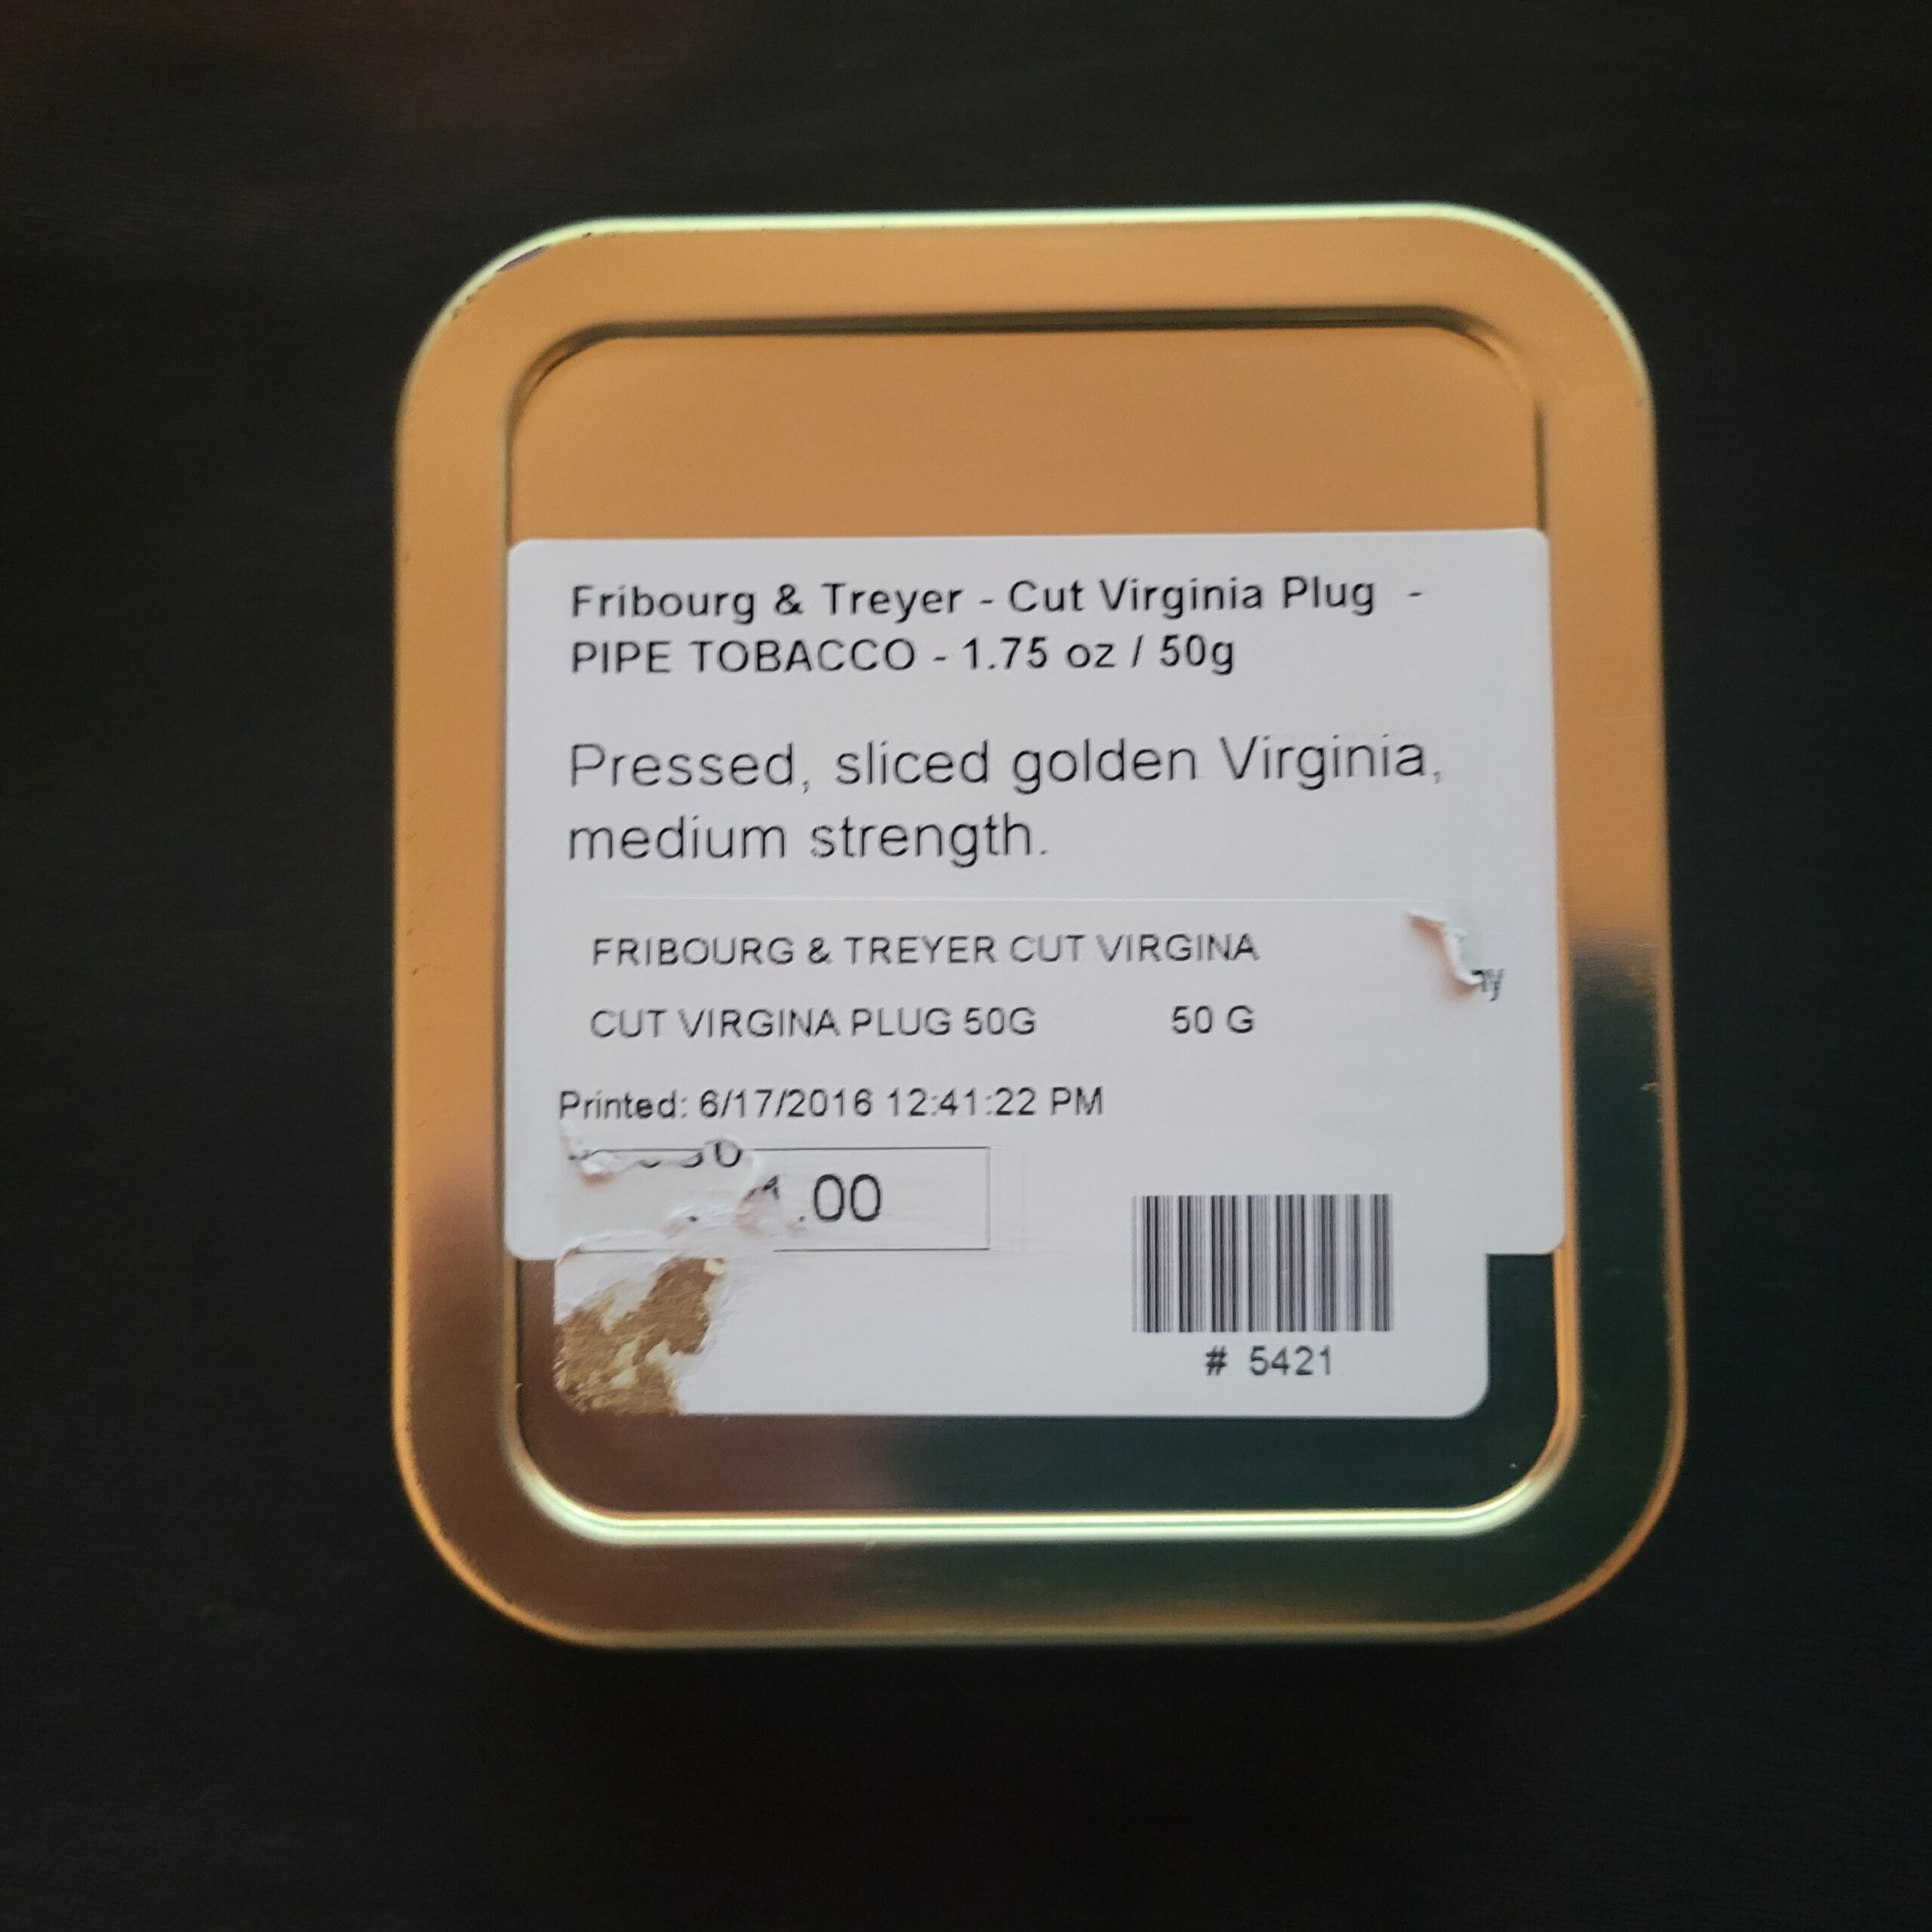 Fribourg & Treyer - Cut Virginia Plug -
PIPE TOBACCO - 1.75 oz / 50g
Pressed, sliced golden Virginia,
medium strength.
FRIBOURG & TREYER CUT VIRGINA
CUT VIRGINA PLUG 50G 50 G
Printed: 6/17/2016 12:41:22 PM
.00
# 5421